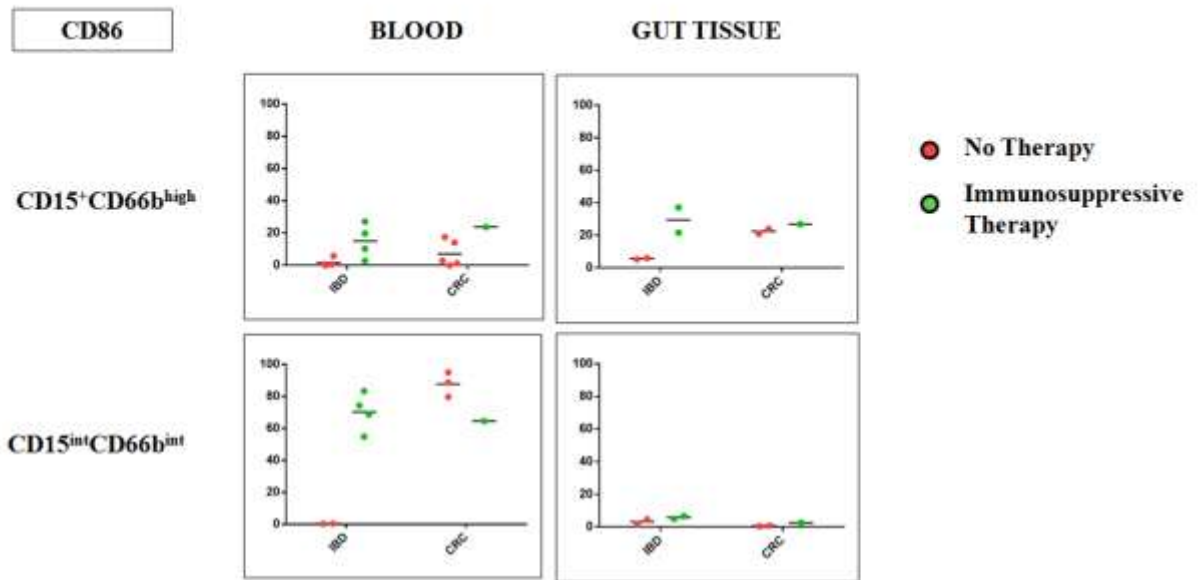 CD86
BLOOD
GUT TISSUE
CD15⁺CD66bʰⁱᵍʰ
100
80
60
40
20
0
IBD
CRC
100
80
60
40
20
0
IBD
CRC
No Therapy
Immunosuppressive
Therapy
CD15ⁱⁿᵗCD66bⁱⁿᵗ
100
80
60
40
20
0
IBD
CRC
100
80
60
40
20
0
IBD
CRC